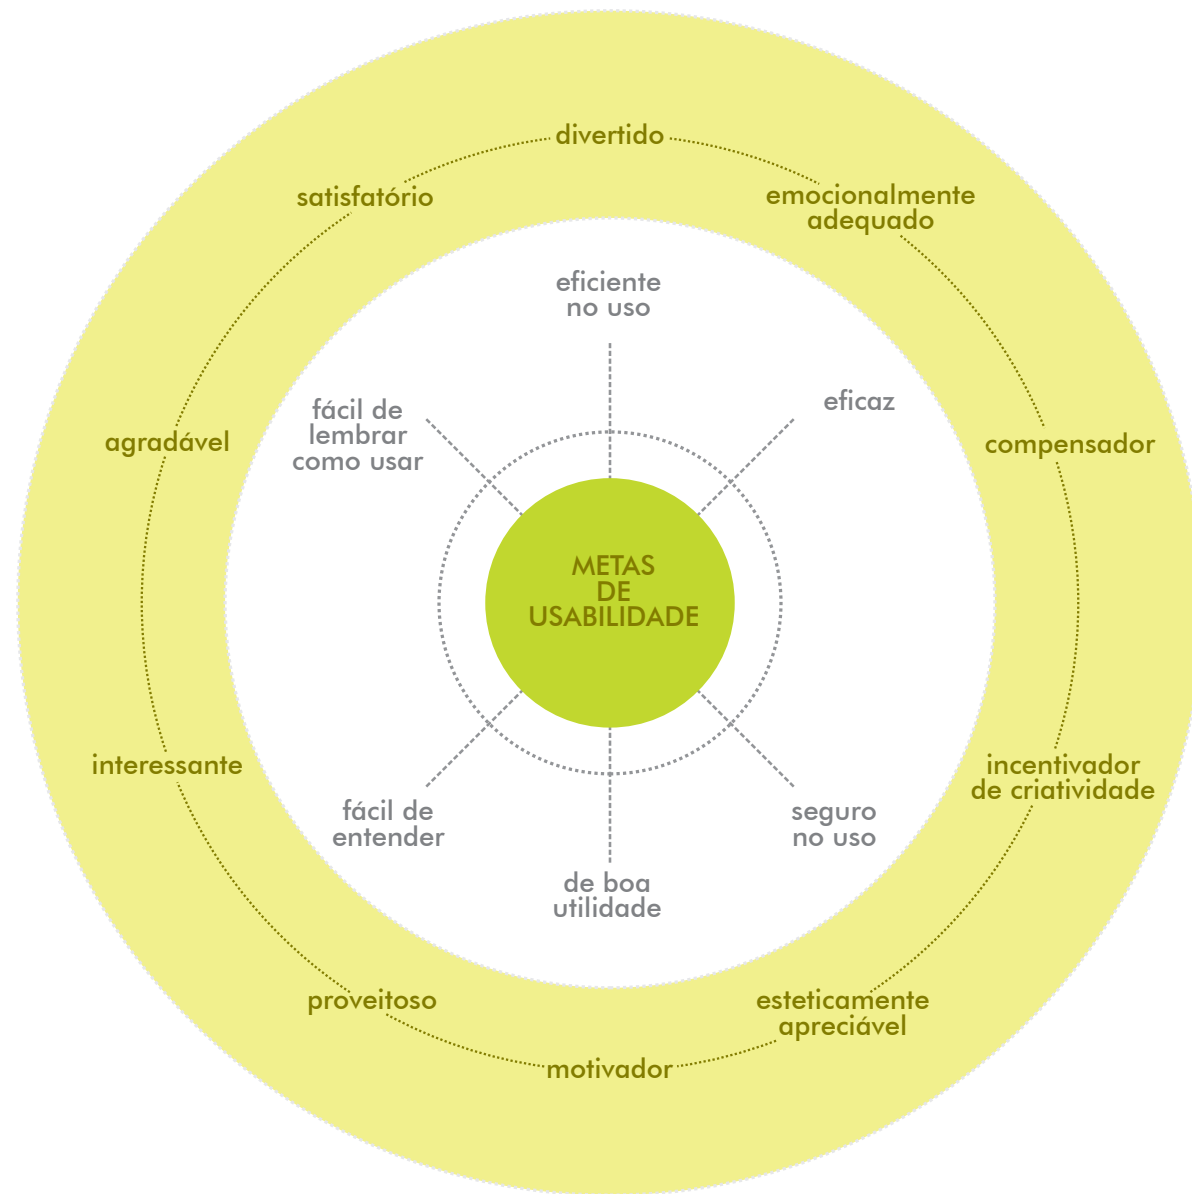 divertido
satisfatório
emocionalmente
adequado
eficiente
no uso
eficaz
fácil de
lembrar
como usar
agradável
compensador
METAS
DE
USABILIDADE
interessante
incentivador
de criatividade
fácil de
entender
seguro
no uso
de boa
utilidade
proveitoso
esteticamente
apreciável
motivador